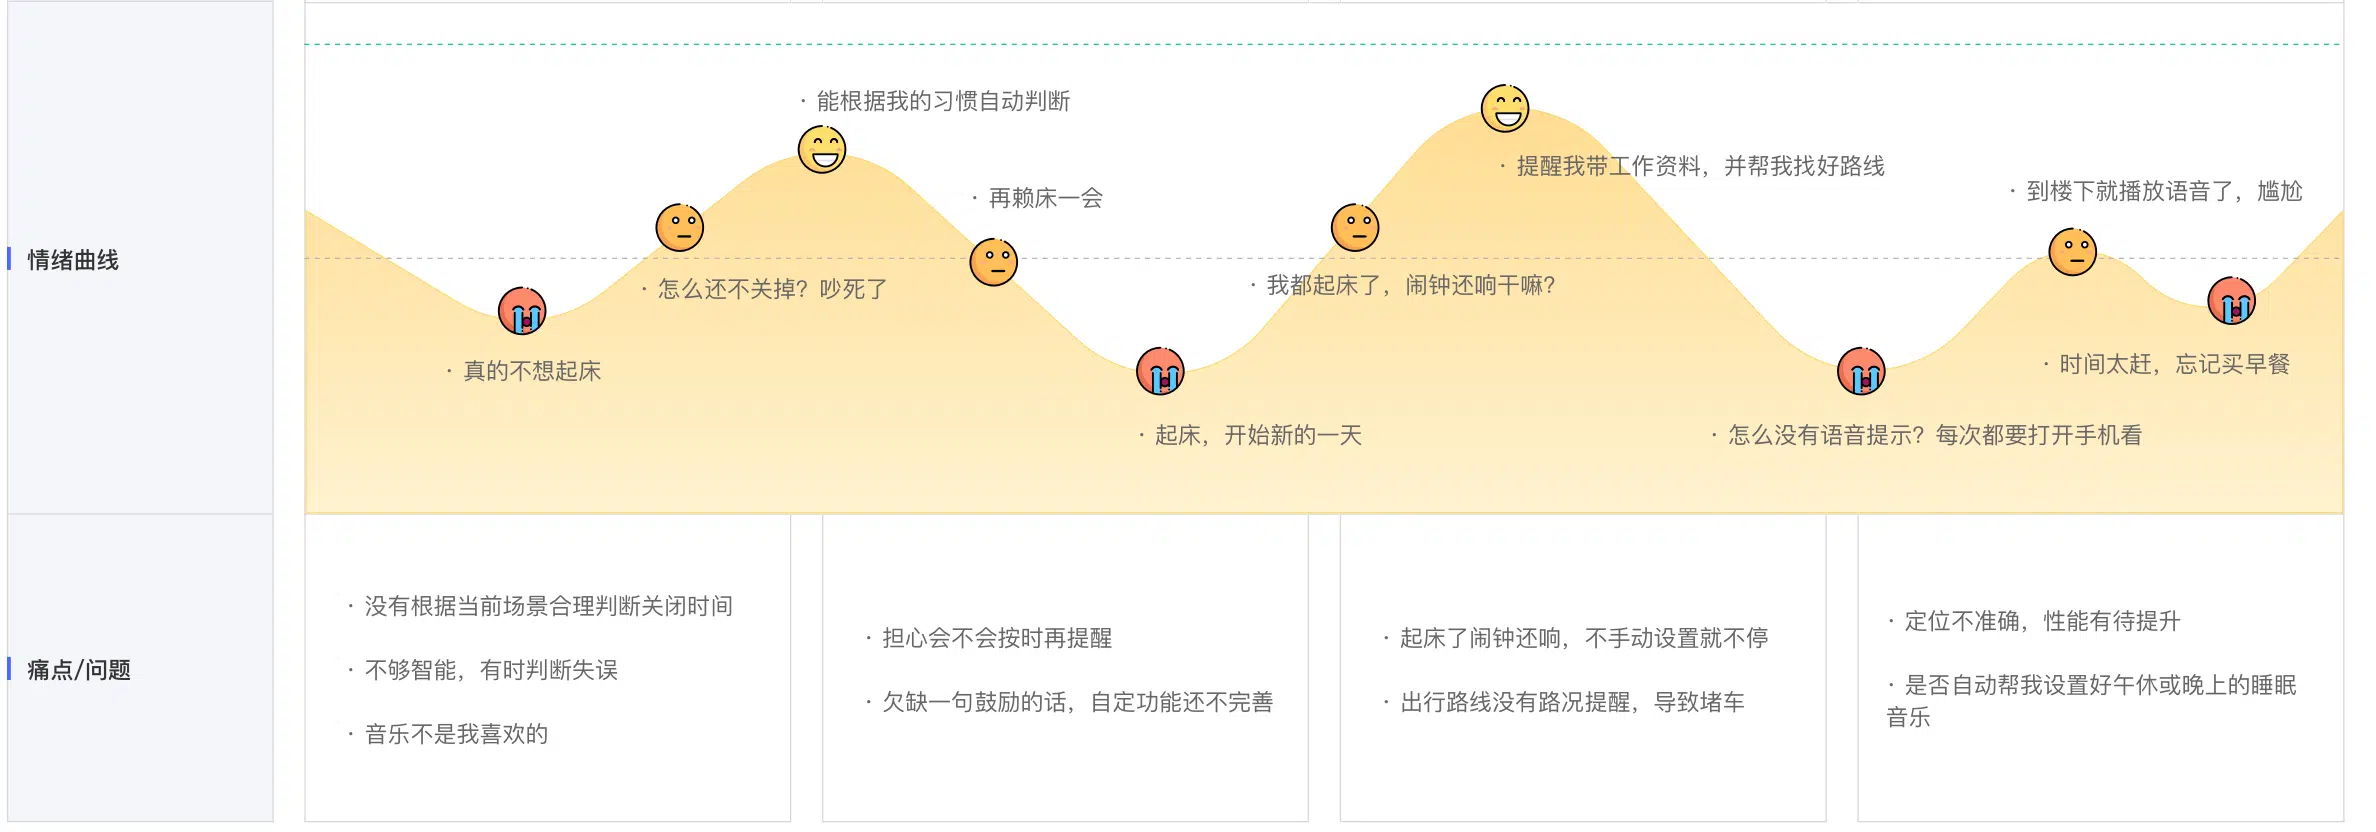 情绪曲线
· 能根据我的习惯自动判断
· 提醒我带工作资料，并帮我找好路线
· 再赖床一会
· 到楼下就播放语音了，尴尬
· 怎么还不关掉？吵死了
· 我都起床了，闹钟还响干嘛？
· 真的不想起床
· 时间太赶，忘记买早餐
· 起床，开始新的一天
· 怎么没有语音提示？每次都要打开手机看
痛点/问题
· 没有根据当前场景合理判断关闭时间
· 不够智能，有时判断失误
· 音乐不是我喜欢的
· 担心会不会按时再提醒
· 欠缺一句鼓励的话，自定功能还不完善
· 起床了闹钟还响，不手动设置就不停
· 出行路线没有路况提醒，导致堵车
· 定位不准确，性能有待提升
· 是否自动帮我设置好午休或晚上的睡眠
音乐